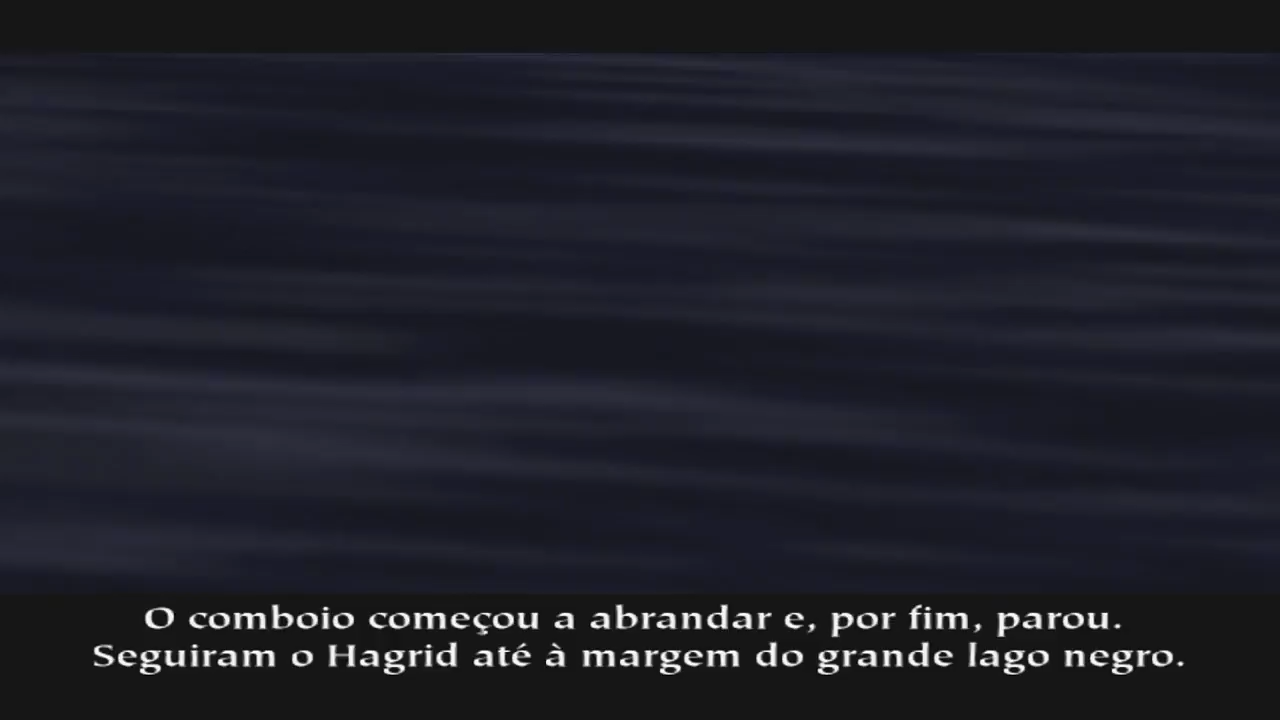 O comboio começou a abrandar e, por fim, parou.
Seguiram o Hagrid até à margem do grande lago negro.